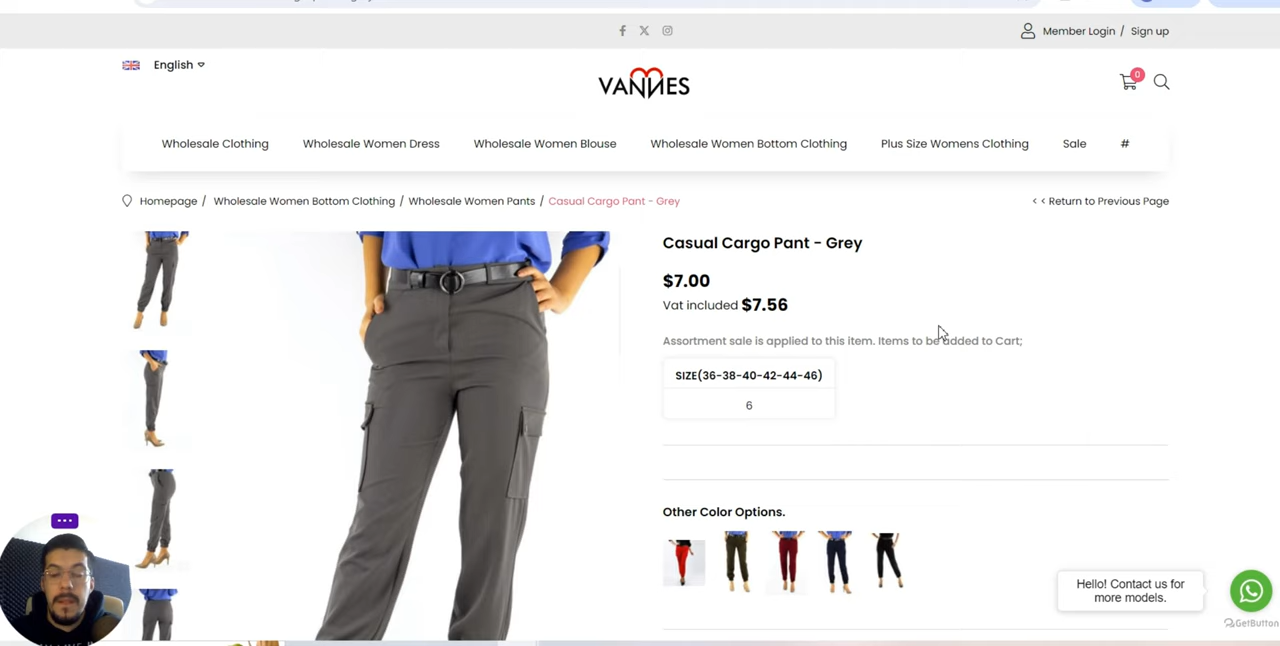 Member Login / Sign up
English
VANNES
0
Wholesale Clothing Wholesale Women Dress Wholesale Women Blouse Wholesale Women Bottom Clothing Plus Size Womens Clothing Sale #
Homepage / Wholesale Women Bottom Clothing / Wholesale Women Pants / Casual Cargo Pant - Grey
< < Return to Previous Page
Casual Cargo Pant - Grey
$7.00
Vat included $7.56
Assortment sale is applied to this item. Items to be added to Cart;
SIZE(36-38-40-42-44-46)
6
Other Color Options.
Hello! Contact us for
more models.
GetButton